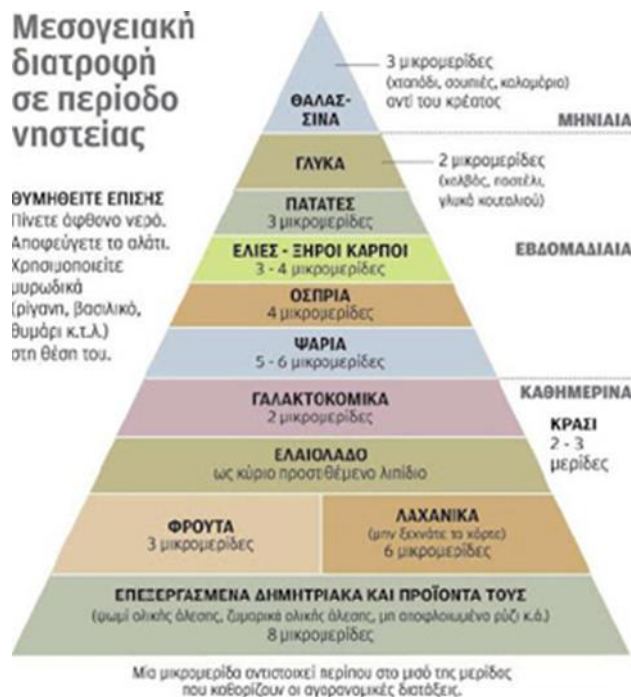 Μεσογειακή
διατροφή
σε περίοδο
νηστείας
ΘΥΜΗΘΕΙΤΕ ΕΠΙΣΗΣ
Πίνετε άφθονο νερό.
Αποφεύγετε το αλάτι.
Χρησιμοποιείτε
μυρωδικά
(ρίγανη, βασιλικό,
θυμάρι κ.τ.λ.)
στη θέση του.
3 μικρομερίδες
(χταπόδι, σουπιές, καλαμάρια)
αντί του κρέατος
ΜΗΝΙΑΙΑ
ΘΑΛΑΣ-
ΣΙΝΑ
ΓΛΥΚΑ
2 μικρομερίδες
(χαλβάς, παστέλι,
γλυκά κουταλιού)
ΠΑΤΑΤΕΣ
3 μικρομερίδες
ΕΛΙΕΣ - ΞΗΡΟΙ ΚΑΡΠΟΙ
3 - 4 μικρομερίδες
ΕΒΔΟΜΑΔΙΑΙΑ
ΟΣΠΡΙΑ
4 μικρομερίδες
ΨΑΡΙΑ
5 - 6 μικρομερίδες
ΚΑΘΗΜΕΡΙΝΑ
ΓΑΛΑΚΤΟΚΟΜΙΚΑ
2 μικρομερίδες
ΚΡΑΣΙ
2 - 3
μερίδες
ΕΛΑΙΟΛΑΔΟ
ως κύριο προστιθέμενο λιπίδιο
ΦΡΟΥΤΑ
3 μικρομερίδες
ΛΑΧΑΝΙΚΑ
(μην ξεχνάτε τα χόρτα)
6 μικρομερίδες
ΕΠΕΞΕΡΓΑΣΜΕΝΑ ΔΗΜΗΤΡΙΑΚΑ ΚΑΙ ΠΡΟΪΟΝΤΑ ΤΟΥΣ
(ψωμί ολικής άλεσης, ζυμαρικά ολικής άλεσης, μη αποφλοιωμένο ρύζι κ.ά.)
8 μικρομερίδες
Μία μικρομερίδα αντιστοιχεί περίπου στο μισό της μερίδας
που καθορίζουν οι αγορανομικές διατάξεις.